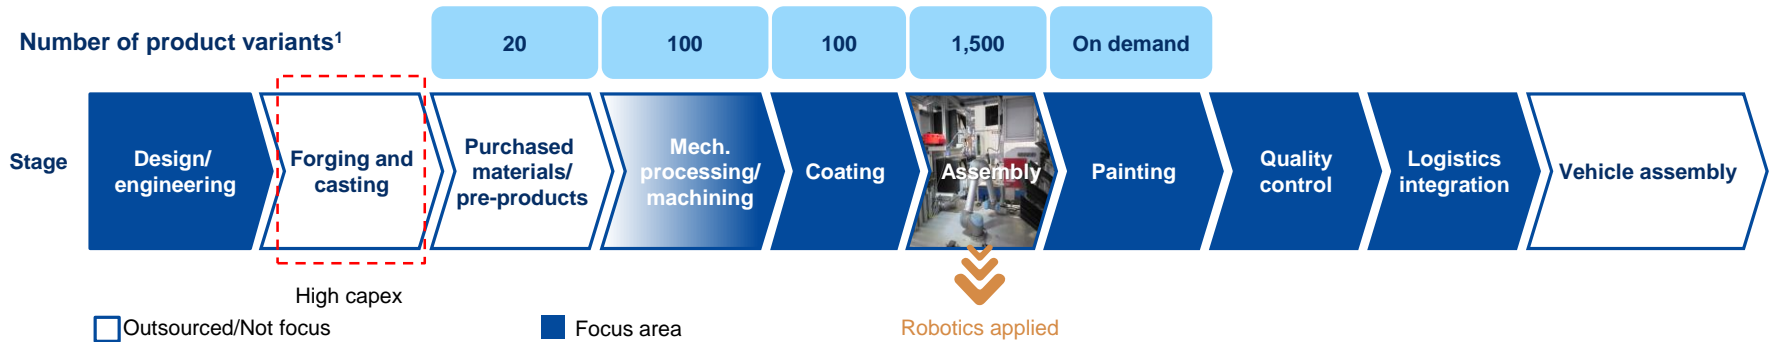 Number of product variants1
20
100
100
1,500
On demand
Stage
Design/
engineering
Forging and
casting
Purchased
materials/
pre-products
Mech.
processing/
machining
Coating
Assembly
Painting
Quality
control
Logistics
integration
Vehicle assembly
High capex
Outsourced/Not focus
Focus area
Robotics applied